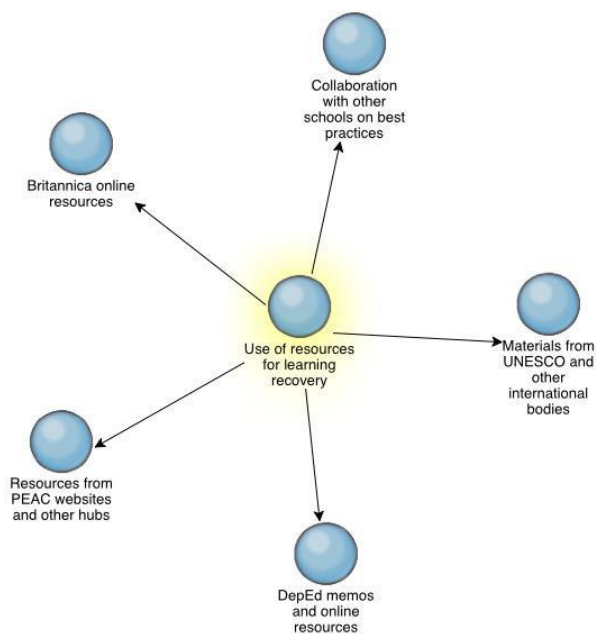 Collaboration
with other
schools on best
practices
Britannica online
resources
Use of resources
for learning
recovery
Materials from
UNESCO and
other
international
bodies
Resources from
PEAC websites
and other hubs
DepEd memos
and online
resources